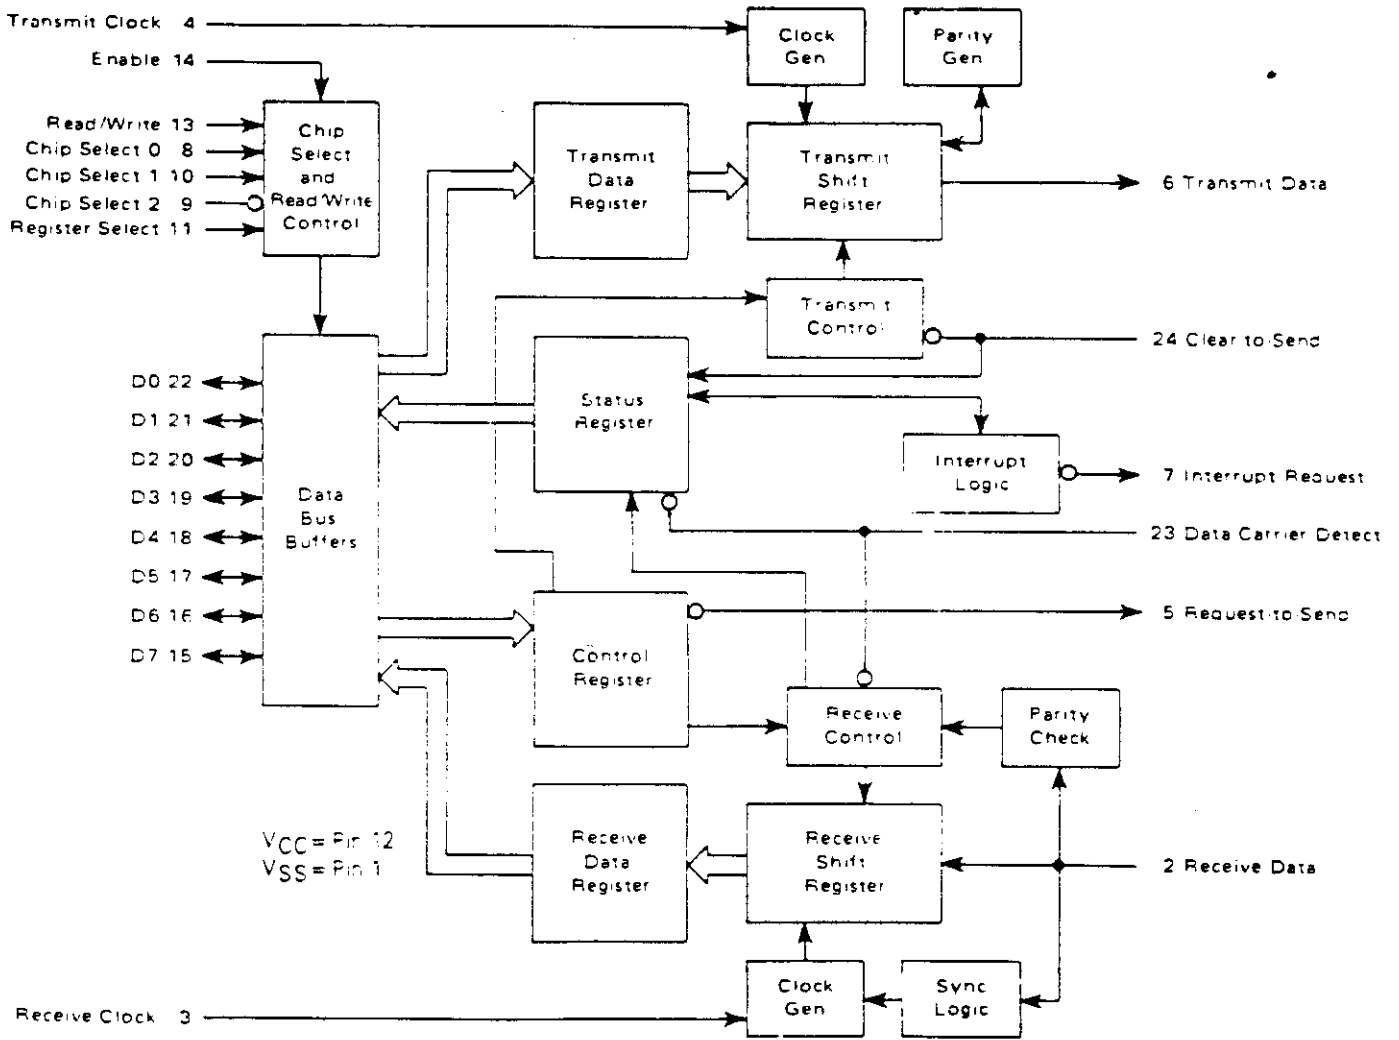 Transmit Clock 4
Clock
Gen
Parity
Gen
Enable 14
Read/Write 13
Chip Select 0 8
Chip Select 1 10
Chip Select 2 9
Register Select 11
Chip
Select
and
Read/Write
Control
Transmit
Data
Register
Transmit
Shift
Register
6 Transmit Data
Transmit
Control
24 Clear-to-Send
D0 22
D1 21
D2 20
D3 19
D4 18
D5 17
D6 16
D7 15
Data
Bus
Buffers
Status
Register
Interrupt
Logic
7 Interrupt Request
23 Data Carrier Detect
5 Request-to-Send
Control
Register
Receive
Control
Parity
Check
VCC = Pin 12
VSS = Pin 1
Receive
Data
Register
Receive
Shift
Register
2 Receive Data
Clock
Gen
Sync
Logic
Receive Clock 3